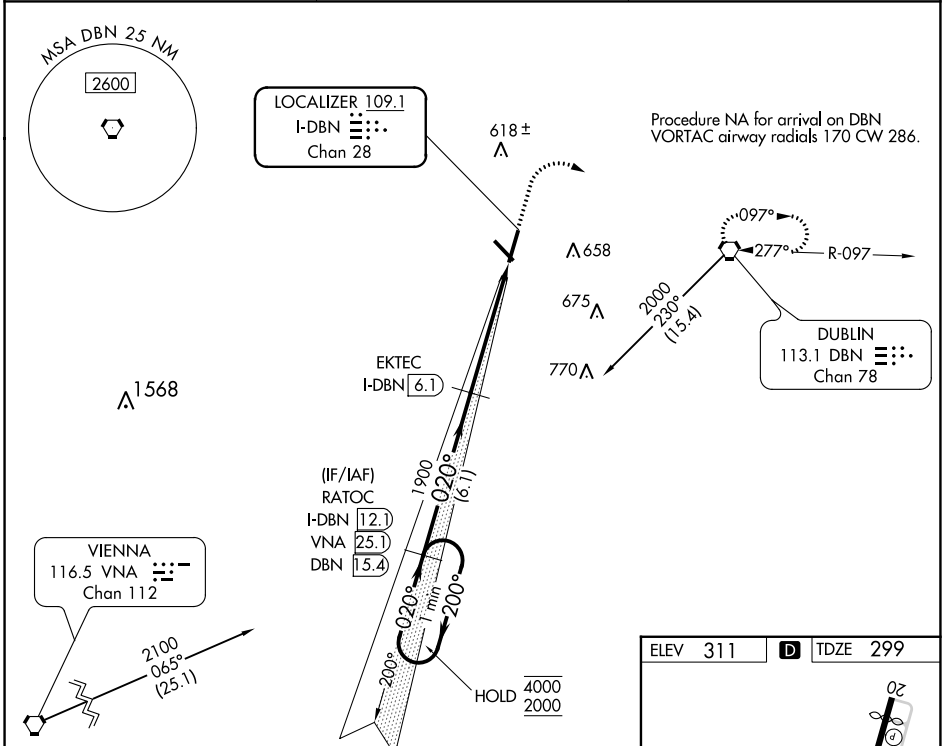 MSA DBN 25 NM
2600
LOCALIZER 109.1
I-DBN
Chan 28
618 ±
Procedure NA for arrival on DBN
VORTAC airway radials 170 CW 286.
097°
277°
R-097
658
675
770
2000
230°
(15.4)
DUBLIN
113.1 DBN
Chan 78
EKTEC
I-DBN 6.1
1568
1900
020°
(6.1)
(IF/IAF)
RATOC
I-DBN 12.1
VNA 25.1
DBN 15.4
020°
1 min
200°
200°
HOLD 4000
2000
VIENNA
116.5 VNA
Chan 112
2100
065°
(25.1)
ELEV 311 D TDZE 299
20
P